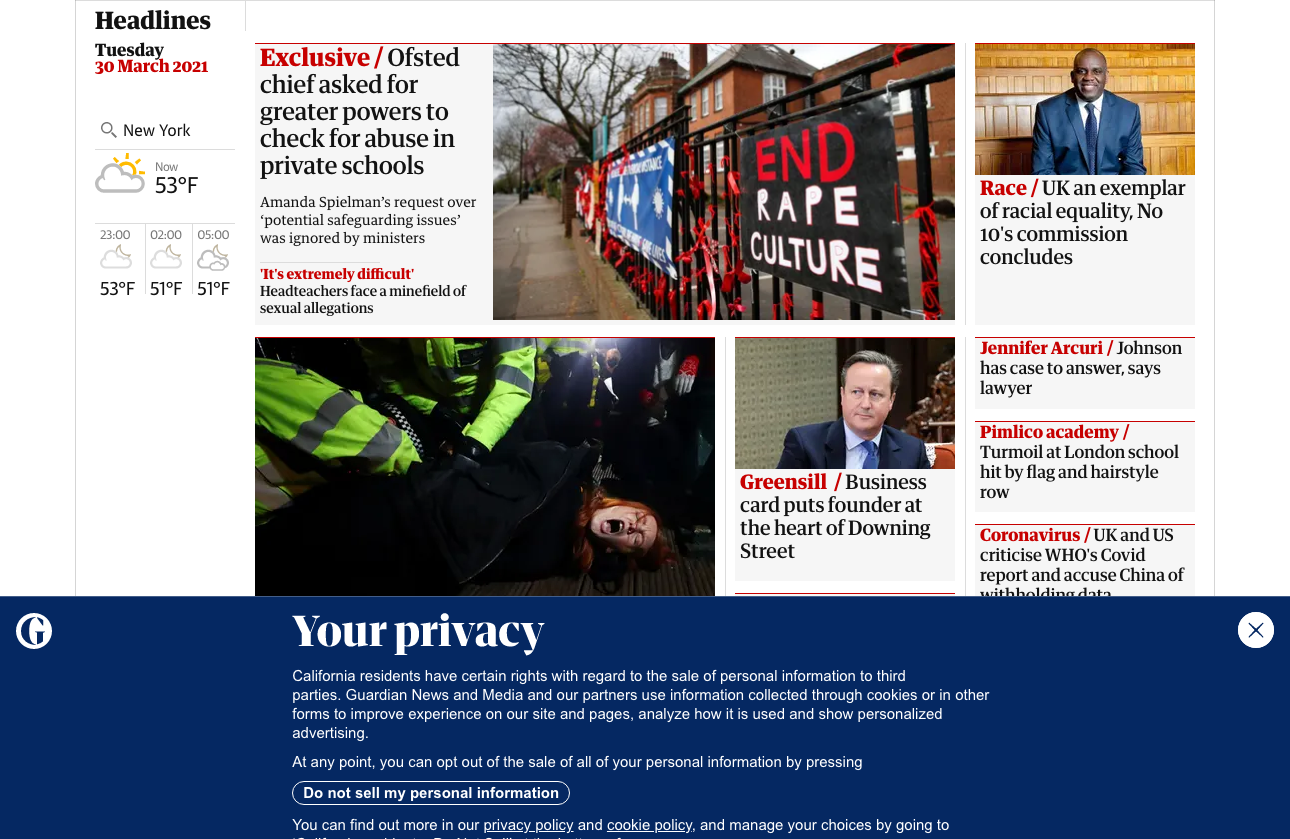 Headlines
Tuesday
30 March 2021
New York
Now
53°F
23:00
02:00
05:00
53°F
51°F
51°F
Exclusive / Ofsted
chief asked for
greater powers to
check for abuse in
private schools
Amanda Spielman's request over
'potential safeguarding issues'
was ignored by ministers
'It's extremely difficult'
Headteachers face a minefield of
sexual allegations
END
RAPE
CULTURE
Race / UK an exemplar
of racial equality, No
10's commission
concludes
Greensill / Business
card puts founder at
the heart of Downing
Street
Jennifer Arcuri / Johnson
has case to answer, says
lawyer
Pimlico academy /
Turmoil at London school
hit by flag and hairstyle
row
Coronavirus / UK and US
criticise WHO's Covid
report and accuse China of
withholding data
Your privacy
California residents have certain rights with regard to the sale of personal information to third
parties. Guardian News and Media and our partners use information collected through cookies or in other
forms to improve experience on our site and pages, analyze how it is used and show personalized
advertising.
At any point, you can opt out of the sale of all of your personal information by pressing
Do not sell my personal information
You can find out more in our privacy policy and cookie policy, and manage your choices by going to